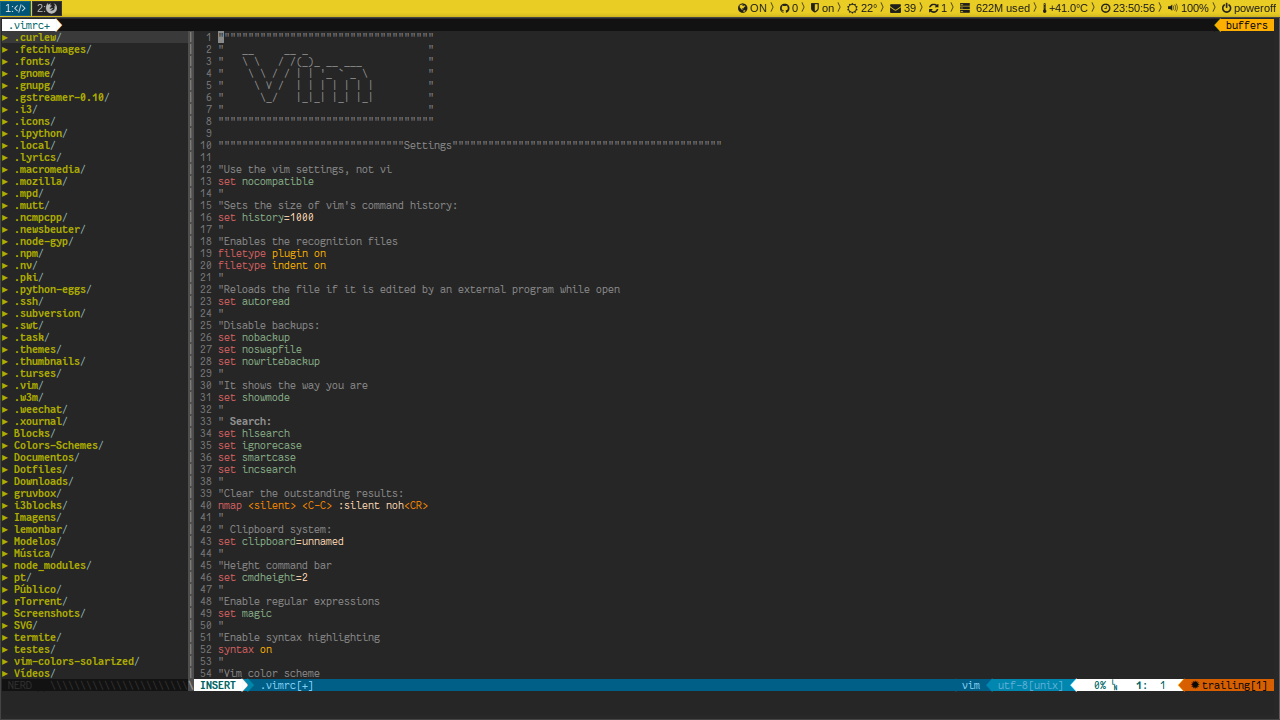 1: </> 2: ON 0 on 22° 39 1 622M used +41.0°C 23:50:56 100% poweroff
.vimrc+ buffers
▸ .curlew/
▸ .fetchimages/
▸ .fonts/
▸ .gnome/
▸ .gnupg/
▸ .gstreamer-0.10/
▸ .i3/
▸ .icons/
▸ .ipython/
▸ .local/
▸ .lyrics/
▸ .macromedia/
▸ .mozilla/
▸ .mpd/
▸ .mutt/
▸ .ncmpcpp/
▸ .newsbeuter/
▸ .node-gyp/
▸ .npm/
▸ .nv/
▸ .pki/
▸ .python-eggs/
▸ .ssh/
▸ .subversion/
▸ .swt/
▸ .task/
▸ .themes/
▸ .thumbnails/
▸ .turses/
▸ .vim/
▸ .w3m/
▸ .weechat/
▸ .xournal/
▸ Blocks/
▸ Colors-Schemes/
▸ Documentos/
▸ Dotfiles/
▸ Downloads/
▸ gruvbox/
▸ i3blocks/
▸ Imagens/
▸ lemonbar/
▸ Modelos/
▸ Música/
▸ node_modules/
▸ pt/
▸ Público/
▸ rTorrent/
▸ Screenshots/
▸ SVG/
▸ termite/
▸ testes/
▸ vim-colors-solarized/
▸ Vídeos/
NERD
1 """"""""""""""""""""""""""""""""""""
2 "   __     __ _                    "
3 "   \ \   / /(_)_ __ ___           "
4 "    \ \ / / | | '_ ` _ \          "
5 "     \ V /  | | | | | | |         "
6 "      \_/   |_|_| |_| |_|         "
7 "                                  "
8 """"""""""""""""""""""""""""""""""""
9
10 """""""""""""""""""""""""""""""Settings"""""""""""""""""""""""""""""""""""""""""""""
11
12 "Use the vim settings, not vi
13 set nocompatible
14 "
15 "Sets the size of vim's command history:
16 set history=1000
17 "
18 "Enables the recognition files
19 filetype plugin on
20 filetype indent on
21 "
22 "Reloads the file if it is edited by an external program while open
23 set autoread
24 "
25 "Disable backups:
26 set nobackup
27 set noswapfile
28 set nowritebackup
29 "
30 "It shows the way you are
31 set showmode
32 "
33 " Search:
34 set hlsearch
35 set ignorecase
36 set smartcase
37 set incsearch
38 "
39 "Clear the outstanding results:
40 nmap <silent> <C-C> :silent noh<CR>
41 "
42 " Clipboard system:
43 set clipboard=unnamed
44 "
45 "Height command bar
46 set cmdheight=2
47 "
48 "Enable regular expressions
49 set magic
50 "
51 "Enable syntax highlighting
52 syntax on
53 "
54 "Vim color scheme
INSERT .vimrc[+] vim utf-8[unix] 0% 1: 1 trailing[1]